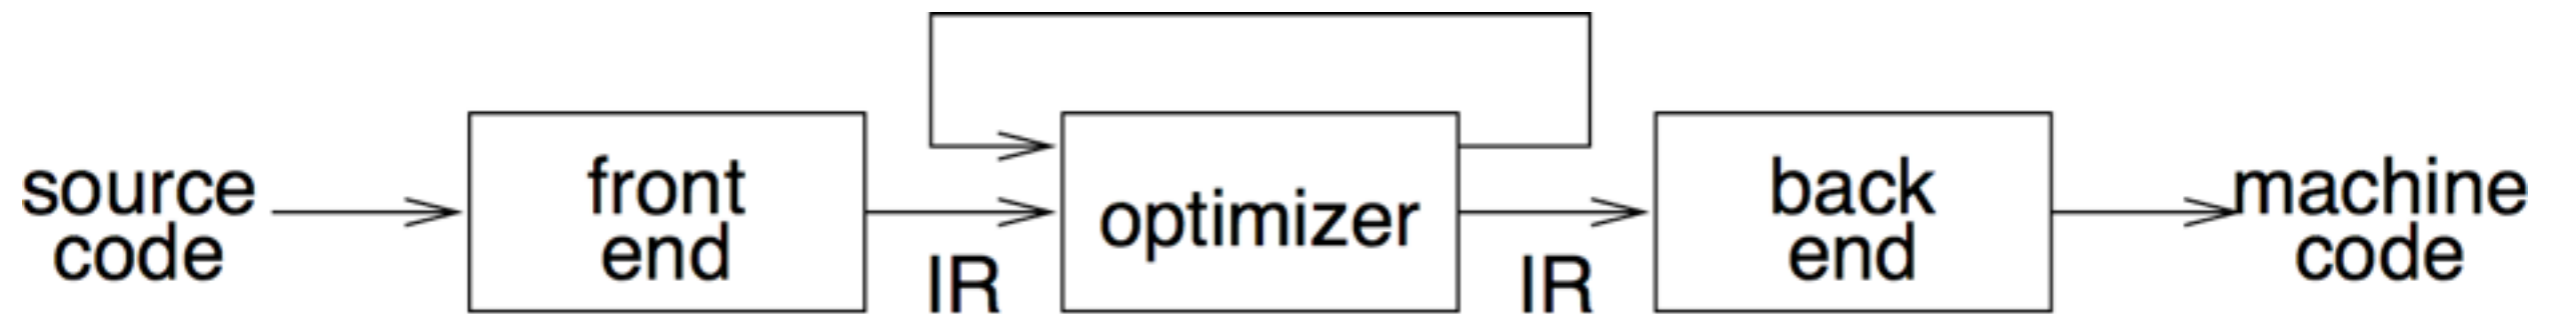 source
code
front
end
IR
optimizer
IR
back
end
machine
code